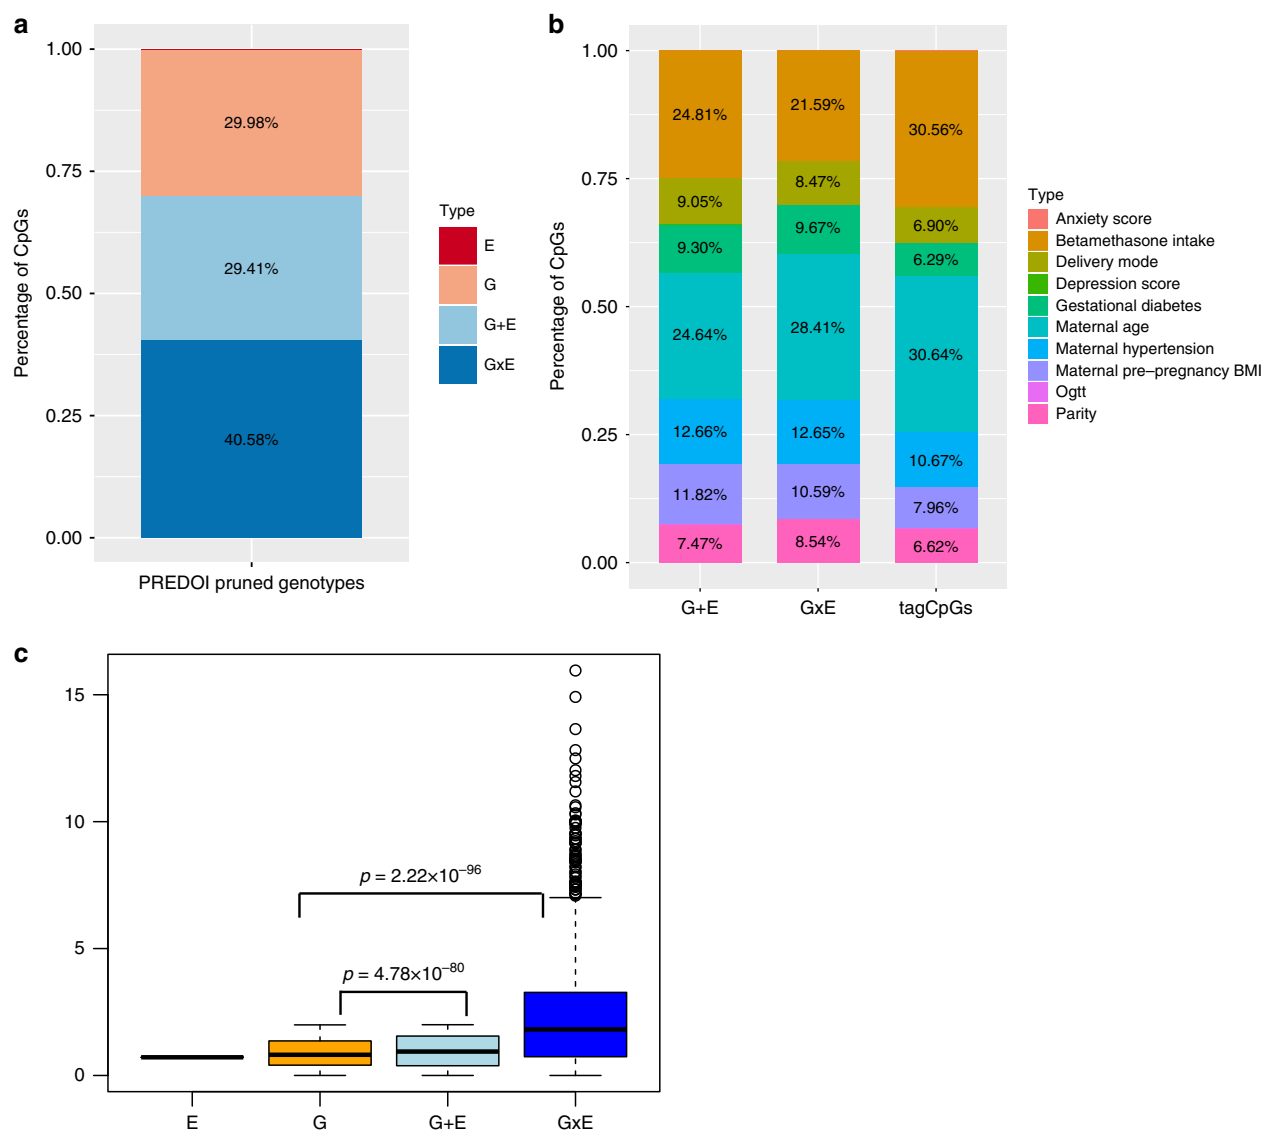 a
Percentage of CpGs
1.00
0.75
0.50
0.25
0.00
29.98%
29.41%
40.58%
PREDOI pruned genotypes
Type
E
G
G+E
GxE
b
Percentage of CpGs
1.00
0.75
0.50
0.25
0.00
24.81%
9.05%
9.30%
24.64%
12.66%
11.82%
7.47%
21.59%
8.47%
9.67%
28.41%
12.65%
10.59%
8.54%
30.56%
6.90%
6.29%
30.64%
10.67%
7.96%
6.62%
G+E GxE tagCpGs
Type
Anxiety score
Betamethasone intake
Delivery mode
Depression score
Gestational diabetes
Maternal age
Maternal hypertension
Maternal pre–pregnancy BMI
Ogtt
Parity
c
15
10
5
0
p = 2.22×10⁻⁹⁶
p = 4.78×10⁻⁸⁰
E G G+E GxE